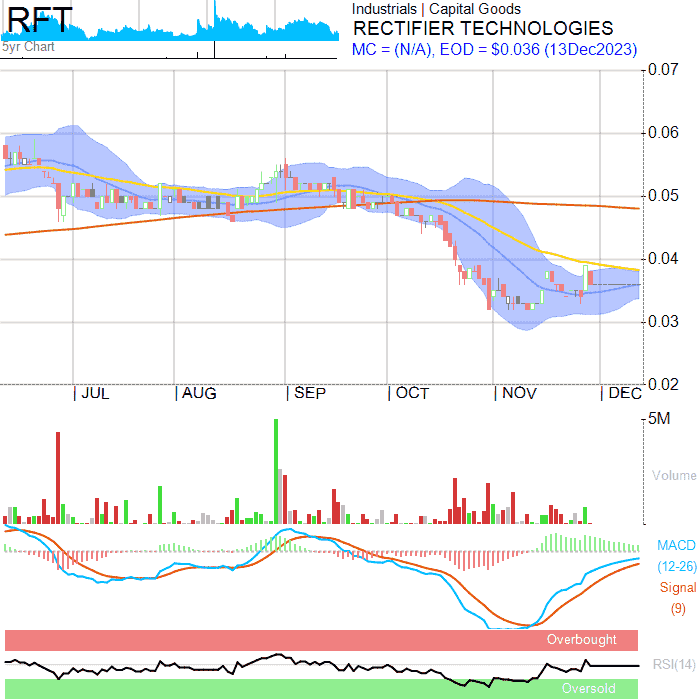 RFT
5yr Chart
Industrials | Capital Goods
RECTIFIER TECHNOLOGIES
MC = (N/A), EOD = $0.036 (13Dec2023)
0.07
0.06
0.05
0.04
0.03
0.02
| JUL | AUG | SEP | OCT | NOV | DEC
5M
Volume
MACD
(12-26)
Signal
(9)
Overbought
RSI(14)
Oversold